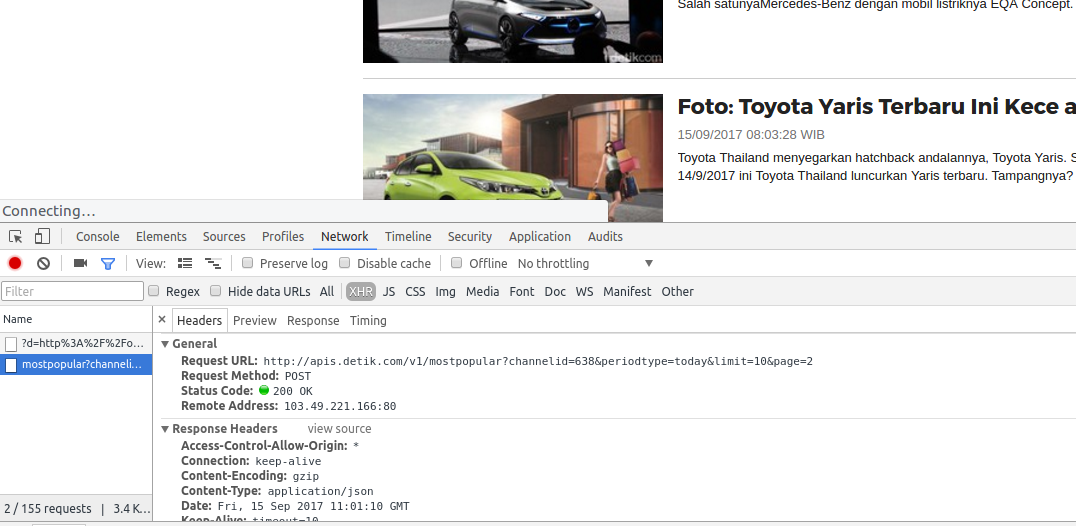 Salah satunyaMercedes-Benz dengan mobil listriknya EQA Concept.
detikcom
Foto: Toyota Yaris Terbaru Ini Kece a
15/09/2017 08:03:28 WIB
Toyota Thailand menyegarkan hatchback andalannya, Toyota Yaris. S
14/9/2017 ini Toyota Thailand luncurkan Yaris terbaru. Tampangnya?
Connecting...
Console Elements Sources Profiles Network Timeline Security Application Audits
View: Preserve log Disable cache Offline No throttling
Filter Regex Hide data URLs All XHR JS CSS Img Media Font Doc WS Manifest Other
Name
?d=http%3A%2F%2Fo...
mostpopular?channeli...
2 / 155 requests | 3.4 K...
× Headers Preview Response Timing
General
Request URL: http://apis.detik.com/v1/mostpopular?channelid=638&periodtype=today&limit=10&page=2
Request Method: POST
Status Code: 200 OK
Remote Address: 103.49.221.166:80
Response Headers view source
Access-Control-Allow-Origin: *
Connection: keep-alive
Content-Encoding: gzip
Content-Type: application/json
Date: Fri, 15 Sep 2017 11:01:10 GMT
Keep-Alive: timeout=10